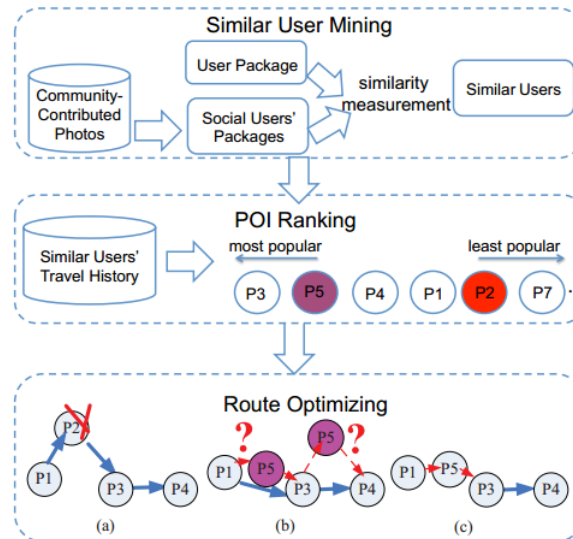 Similar User Mining
User Package
Community-
Contributed
Photos
Social Users'
Packages
similarity
measurement
Similar Users
POI Ranking
Similar Users'
Travel History
most popular
least popular
P3
P5
P4
P1
P2
P7
.
Route Optimizing
P1
P2
P3
P4
(a)
?
?
P1
P5
P3
P5
P4
(b)
P1
P5
P3
P4
(c)